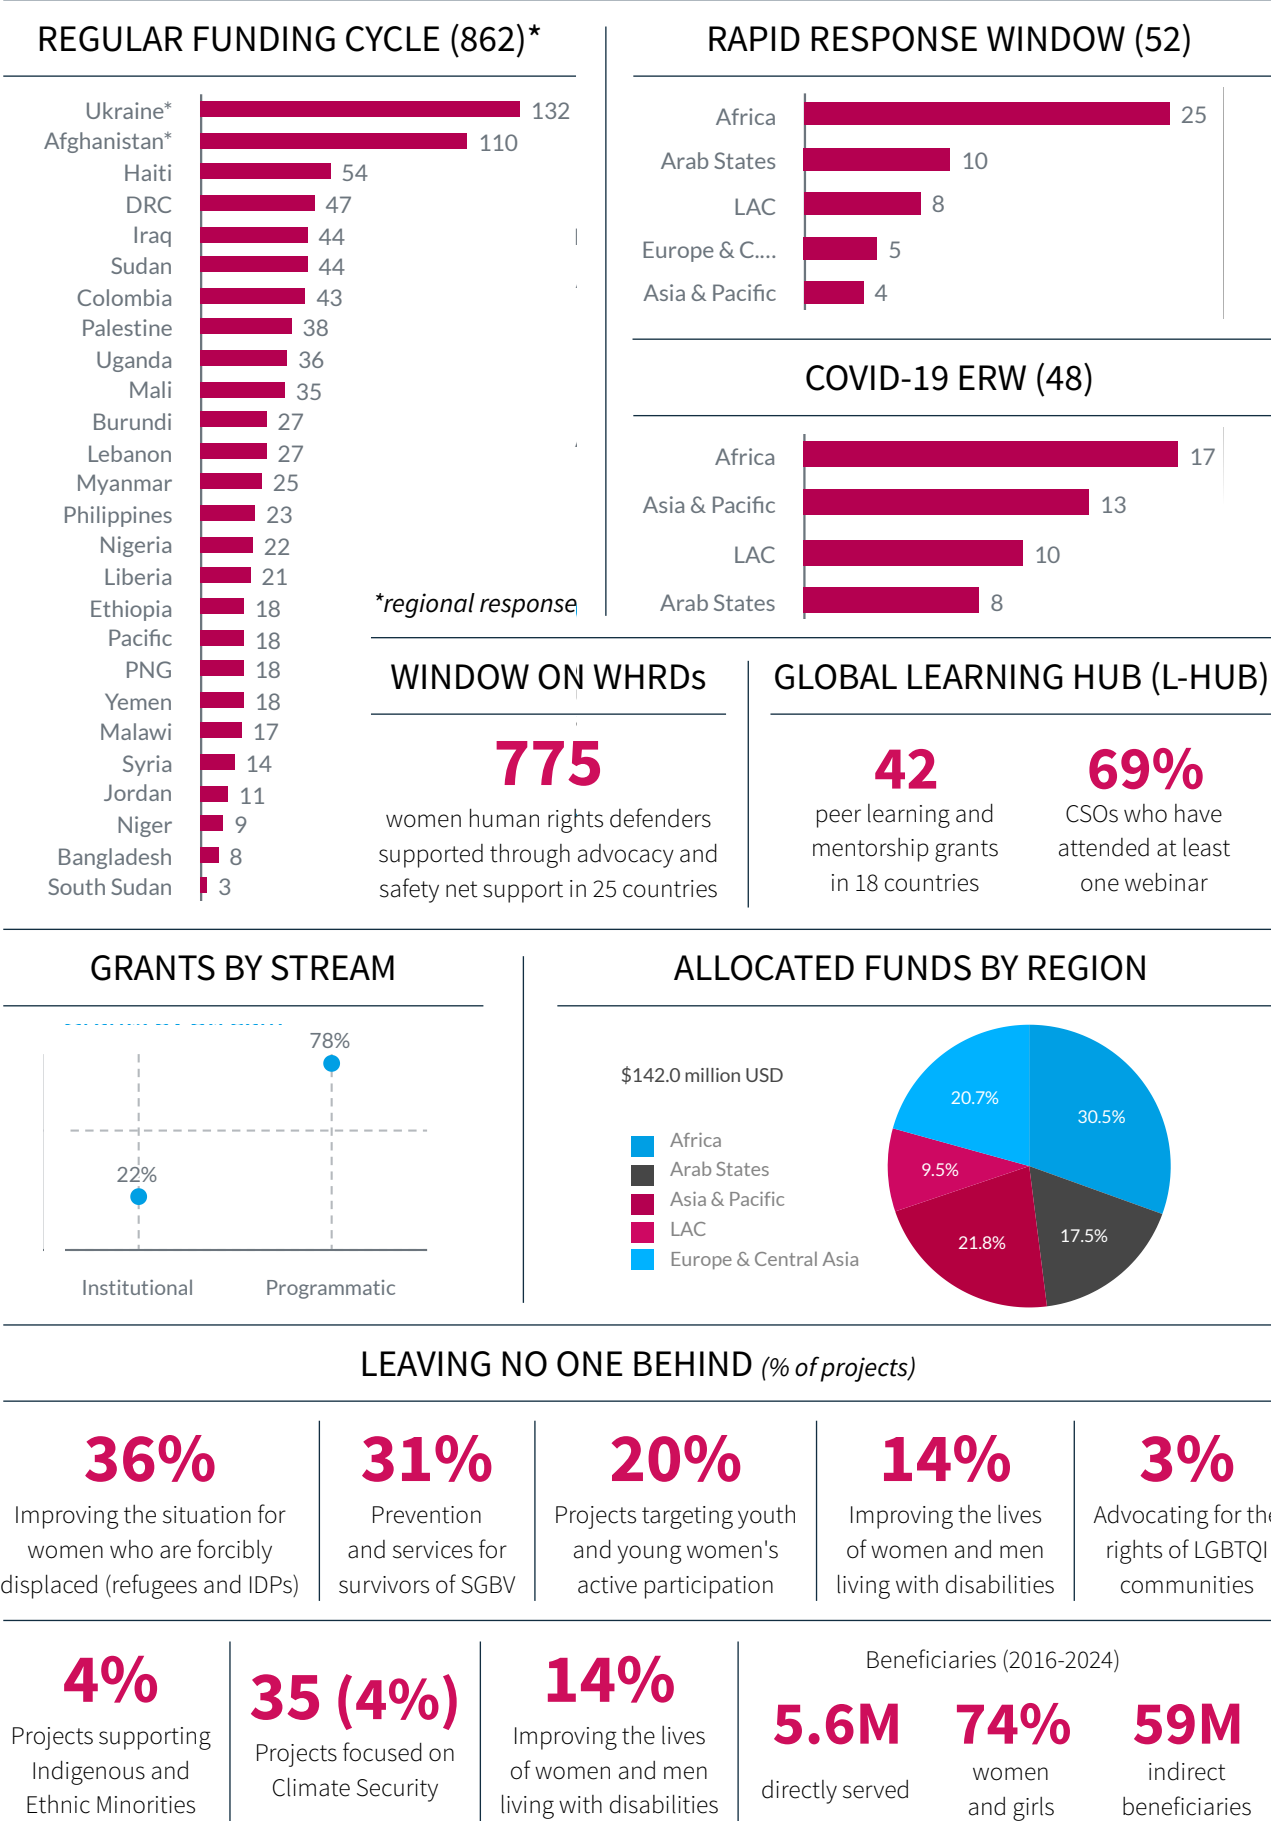 REGULAR FUNDING CYCLE (862)*
Ukraine* 132
Afghanistan* 110
Haiti 54
DRC 47
Iraq 44
Sudan 44
Colombia 43
Palestine 38
Uganda 36
Mali 35
Burundi 27
Lebanon 27
Myanmar 25
Philippines 23
Nigeria 22
Liberia 21
Ethiopia 18
Pacific 18
PNG 18
Yemen 18
Malawi 17
Syria 14
Jordan 11
Niger 9
Bangladesh 8
South Sudan 3
*regional response
RAPID RESPONSE WINDOW (52)
Africa 25
Arab States 10
LAC 8
Europe & C.... 5
Asia & Pacific 4
COVID-19 ERW (48)
Africa 17
Asia & Pacific 13
LAC 10
Arab States 8
WINDOW ON WHRDs
775
women human rights defenders
supported through advocacy and
safety net support in 25 countries
GLOBAL LEARNING HUB (L-HUB)
42
peer learning and
mentorship grants
in 18 countries
69%
CSOs who have
attended at least
one webinar
GRANTS BY STREAM
78%
22%
Institutional Programmatic
ALLOCATED FUNDS BY REGION
$142.0 million USD
Africa
Arab States
Asia & Pacific
LAC
Europe & Central Asia
20.7%
30.5%
9.5%
17.5%
21.8%
LEAVING NO ONE BEHIND (% of projects)
36%
Improving the situation for
women who are forcibly
displaced (refugees and IDPs)
31%
Prevention
and services for
survivors of SGBV
20%
Projects targeting youth
and young women's
active participation
14%
Improving the lives
of women and men
living with disabilities
3%
Advocating for the
rights of LGBTQI
communities
4%
Projects supporting
Indigenous and
Ethnic Minorities
35 (4%)
Projects focused on
Climate Security
14%
Improving the lives
of women and men
living with disabilities
Beneficiaries (2016-2024)
5.6M
directly served
74%
women
and girls
59M
indirect
beneficiaries